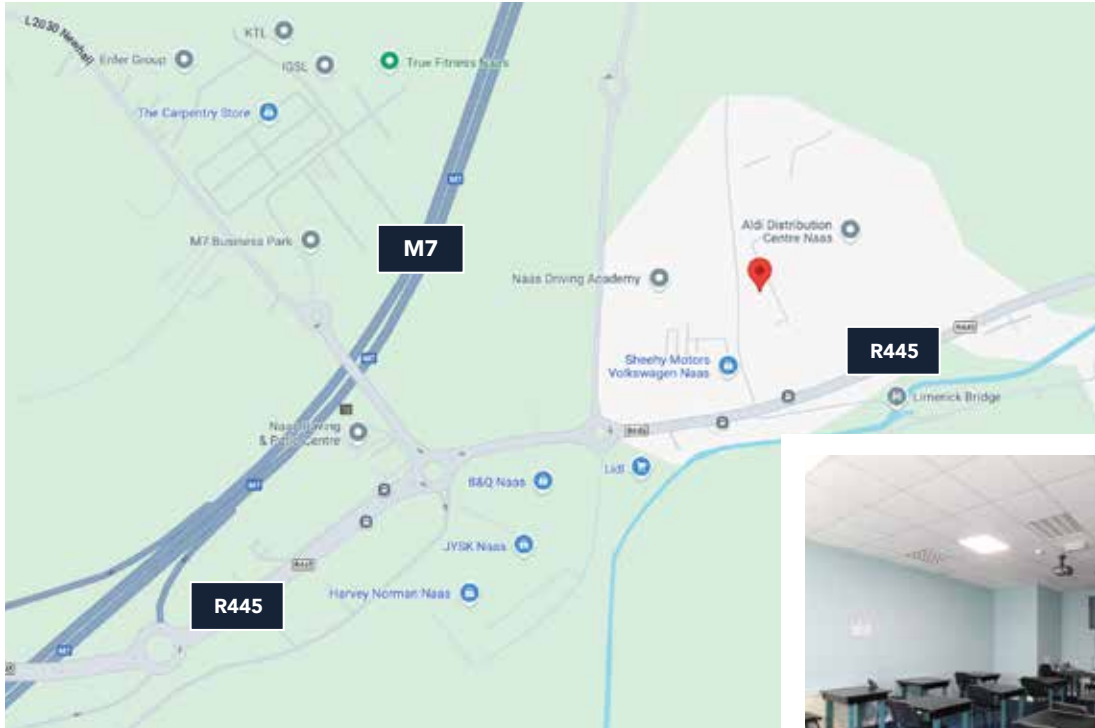 L2030 Newhall
KTL
Enfer Group
IGSL
True Fitness Naas
The Carpentry Store
M7
M7 Business Park
M7
Aldi Distribution
Centre Naas
Naas Driving Academy
R445
R445
Sheehy Motors
Volkswagen Naas
M7
Limerick Bridge
R445
Lidl
B&Q Naas
M7
JYSK Naas
R445
Harvey Norman Naas
R445
M7